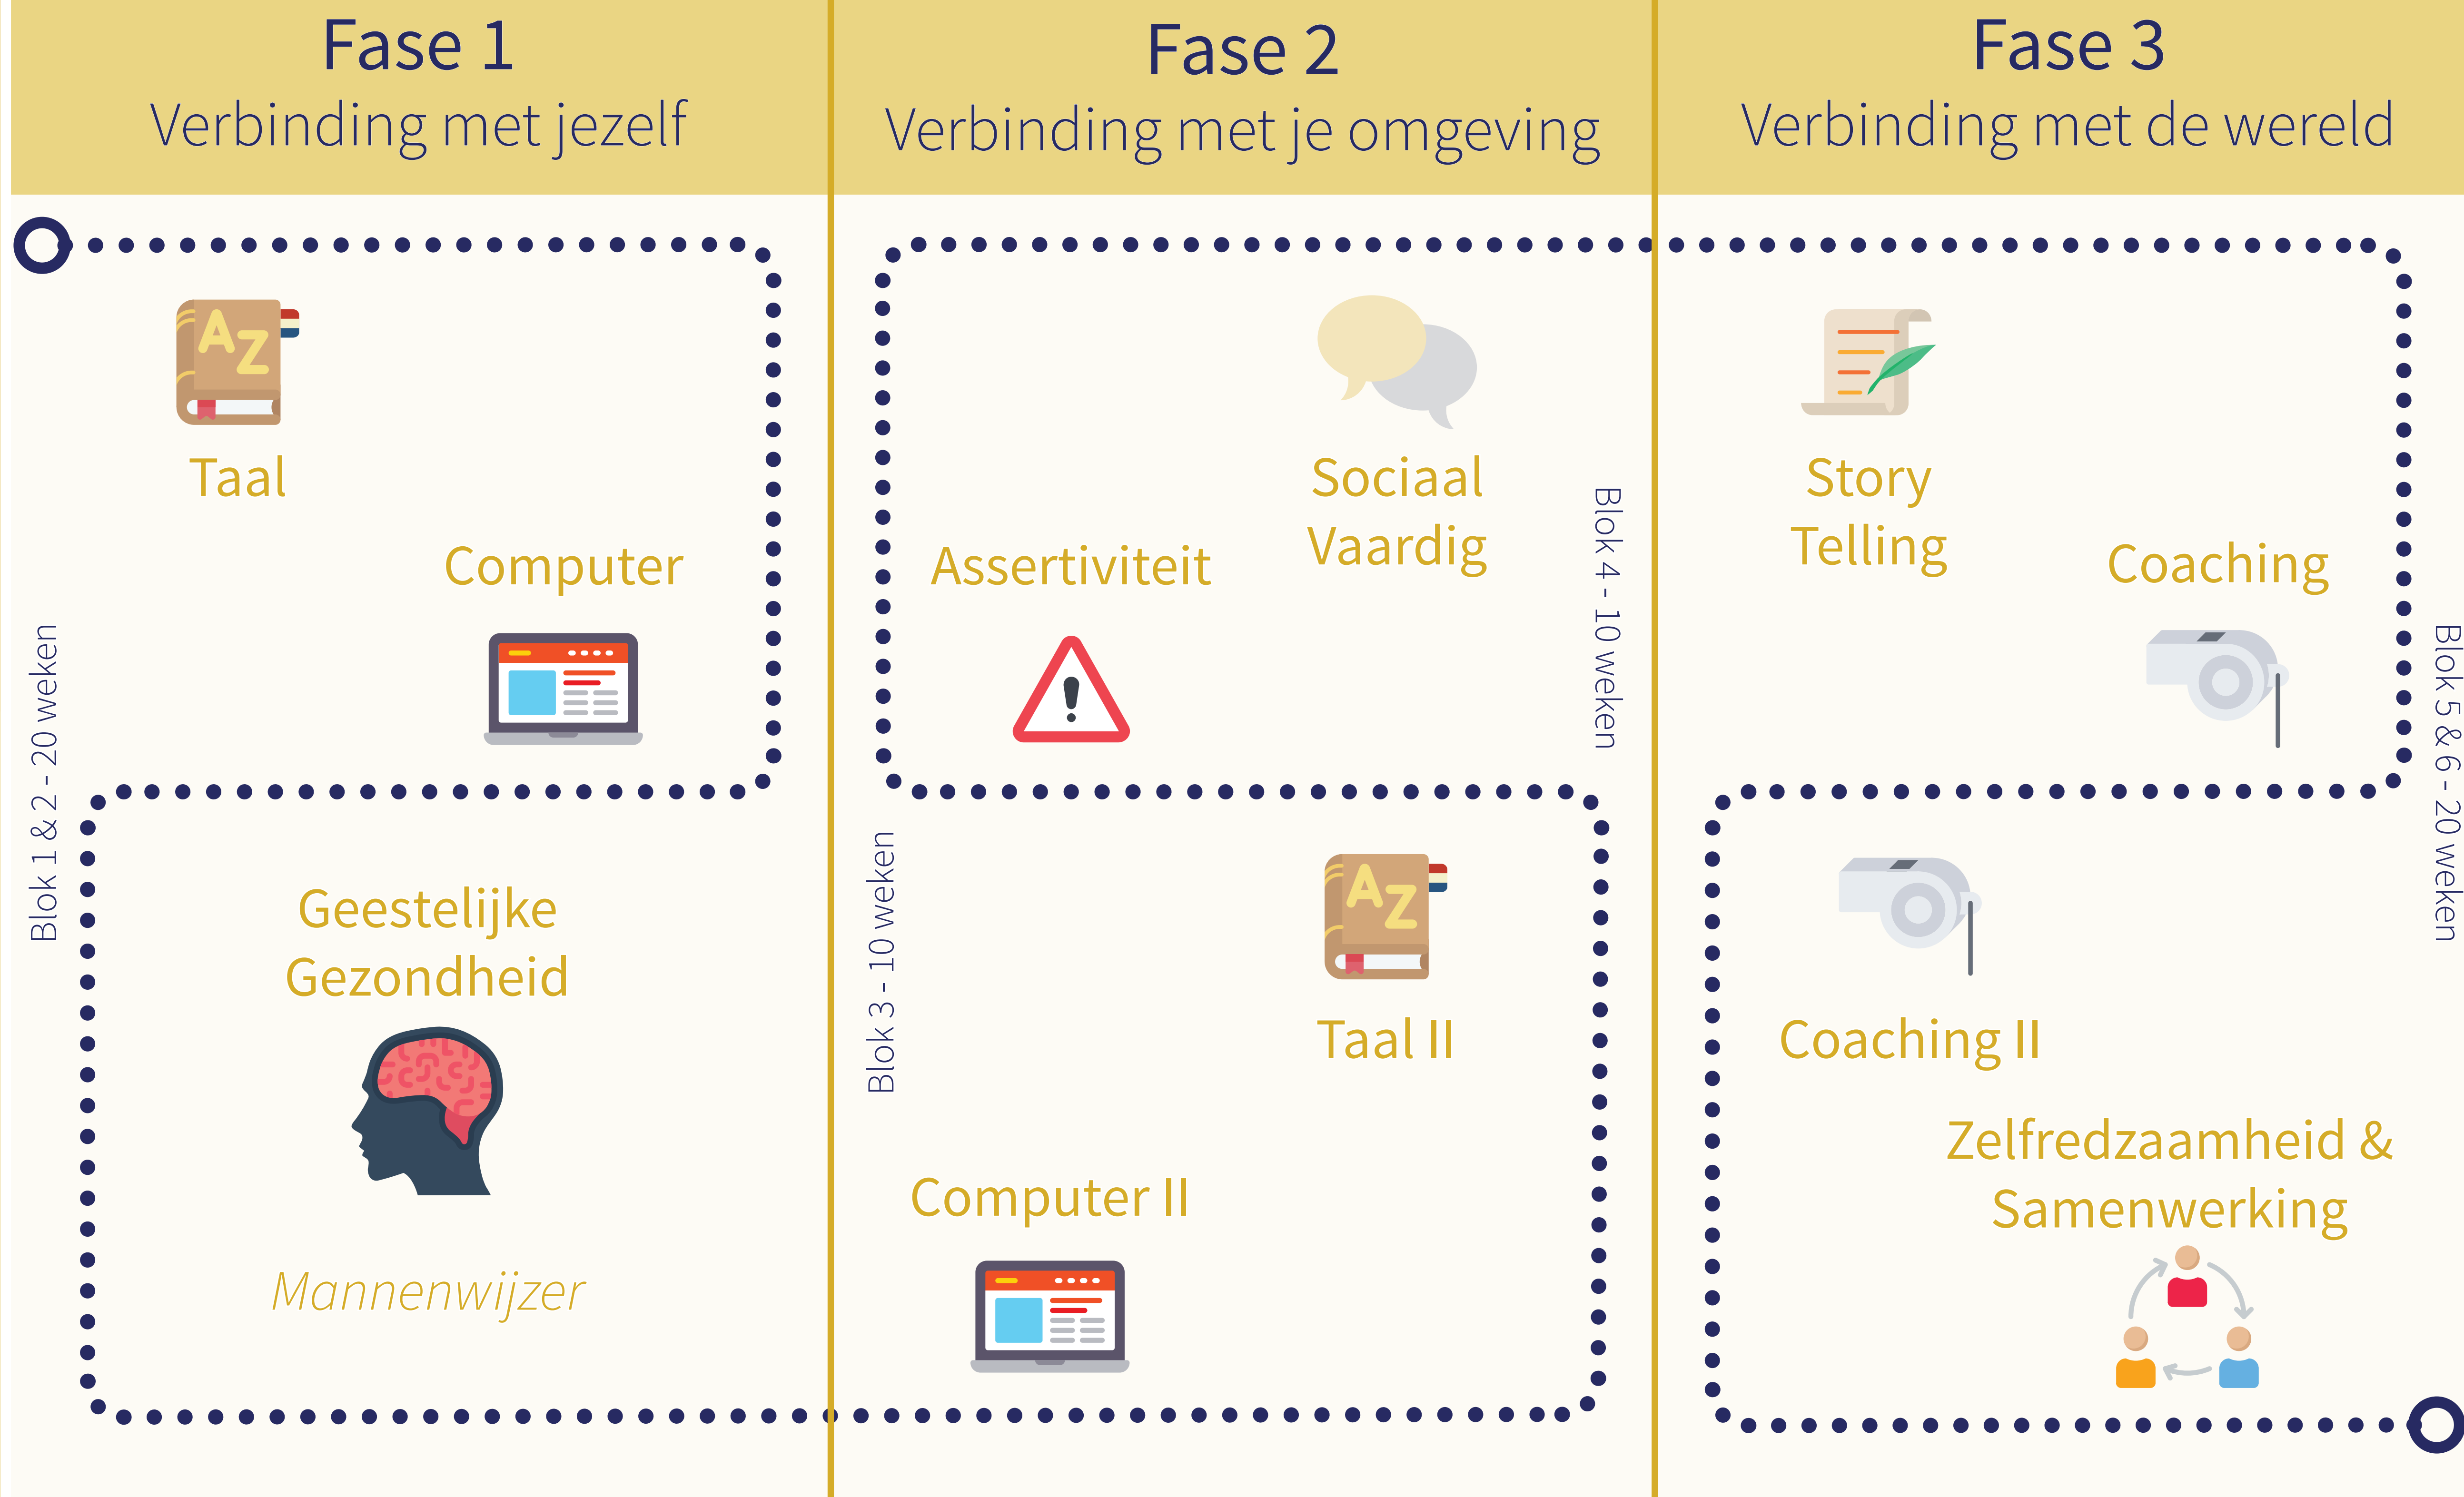 Fase 1
Verbinding met jezelf
Fase 2
Verbinding met je omgeving
Fase 3
Verbinding met de wereld
AZ
Taal
Computer
Blok 1 & 2 - 20 weken
Geestelijke
Gezondheid
Mannenwijzer
Sociaal
Vaardig
Assertiviteit
!
Blok 4 - 10 weken
Blok 3 - 10 weken
AZ
Taal II
Computer II
Story
Telling
Coaching
Blok 5 & 6 - 20 weken
Coaching II
Zelfredzaamheid &
Samenwerking